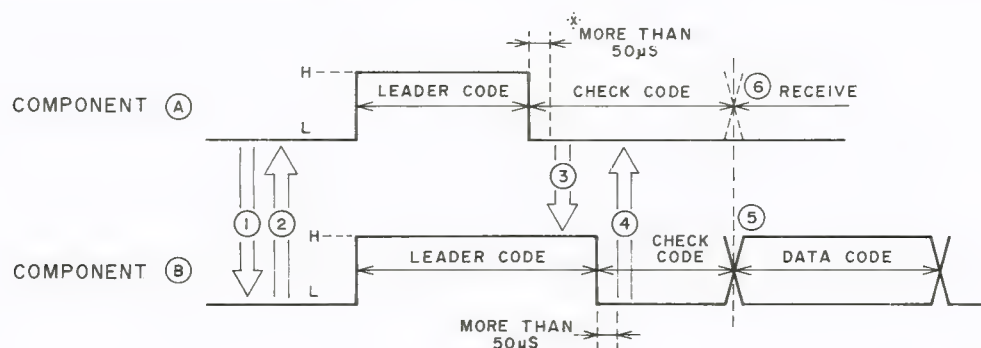 ※
MORE THAN
50μS
H
LEADER CODE
CHECK CODE
⑥ RECEIVE
COMPONENT Ⓐ
L
① ② ③ ④ ⑤
H
LEADER CODE
CHECK
CODE
DATA CODE
COMPONENT Ⓑ
L
MORE THAN
50μS